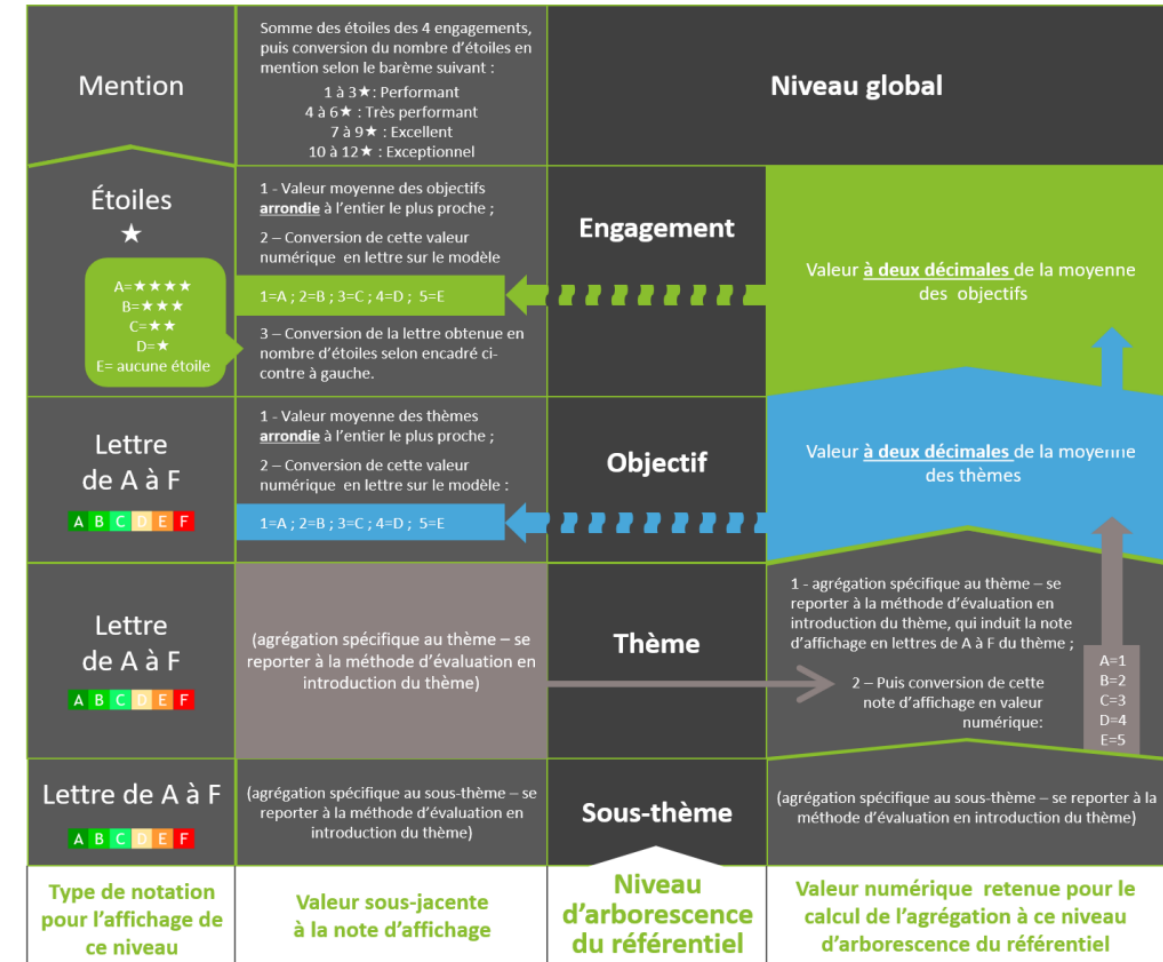 Mention
Somme des étoiles des 4 engagements,
puis conversion du nombre d'étoiles en
mention selon le barème suivant :
1 à 3★: Performant
4 à 6★ : Très performant
7 à 9★ : Excellent
10 à 12★ : Exceptionnel
Niveau global
Étoiles
★
A=★★★★
B=★★★
C=★★
D=★
E= aucune étoile
1 - Valeur moyenne des objectifs
arrondie à l'entier le plus proche ;
2 – Conversion de cette valeur
numérique en lettre sur le modèle
1=A ; 2=B ; 3=C ; 4=D ; 5=E
3 – Conversion de la lettre obtenue en
nombre d'étoiles selon encadré ci-
contre à gauche.
Engagement
Valeur à deux décimales de la moyenne
des objectifs
Lettre
de A à F
A B C D E F
1 - Valeur moyenne des thèmes
arrondie à l'entier le plus proche ;
2 – Conversion de cette valeur
numérique en lettre sur le modèle :
1=A ; 2=B ; 3=C ; 4=D ; 5=E
Objectif
Valeur à deux décimales de la moyenne
des thèmes
Lettre
de A à F
A B C D E F
(agrégation spécifique au thème – se
reporter à la méthode d'évaluation en
introduction du thème)
Thème
1 - agrégation spécifique au thème – se
reporter à la méthode d'évaluation en
introduction du thème, qui induit la note
d'affichage en lettres de A à F du thème ;
2 – Puis conversion de cette
note d'affichage en valeur
numérique:
A=1
B=2
C=3
D=4
E=5
Lettre de A à F
A B C D E F
(agrégation spécifique au sous-thème – se
reporter à la méthode d'évaluation en
introduction du thème)
Sous-thème
(agrégation spécifique au sous-thème – se reporter à la
méthode d'évaluation en introduction du thème)
Type de notation
pour l'affichage de
ce niveau
Valeur sous-jacente
à la note d'affichage
Niveau
d'arborescence
du référentiel
Valeur numérique retenue pour le
calcul de l'agrégation à ce niveau
d'arborescence du référentiel